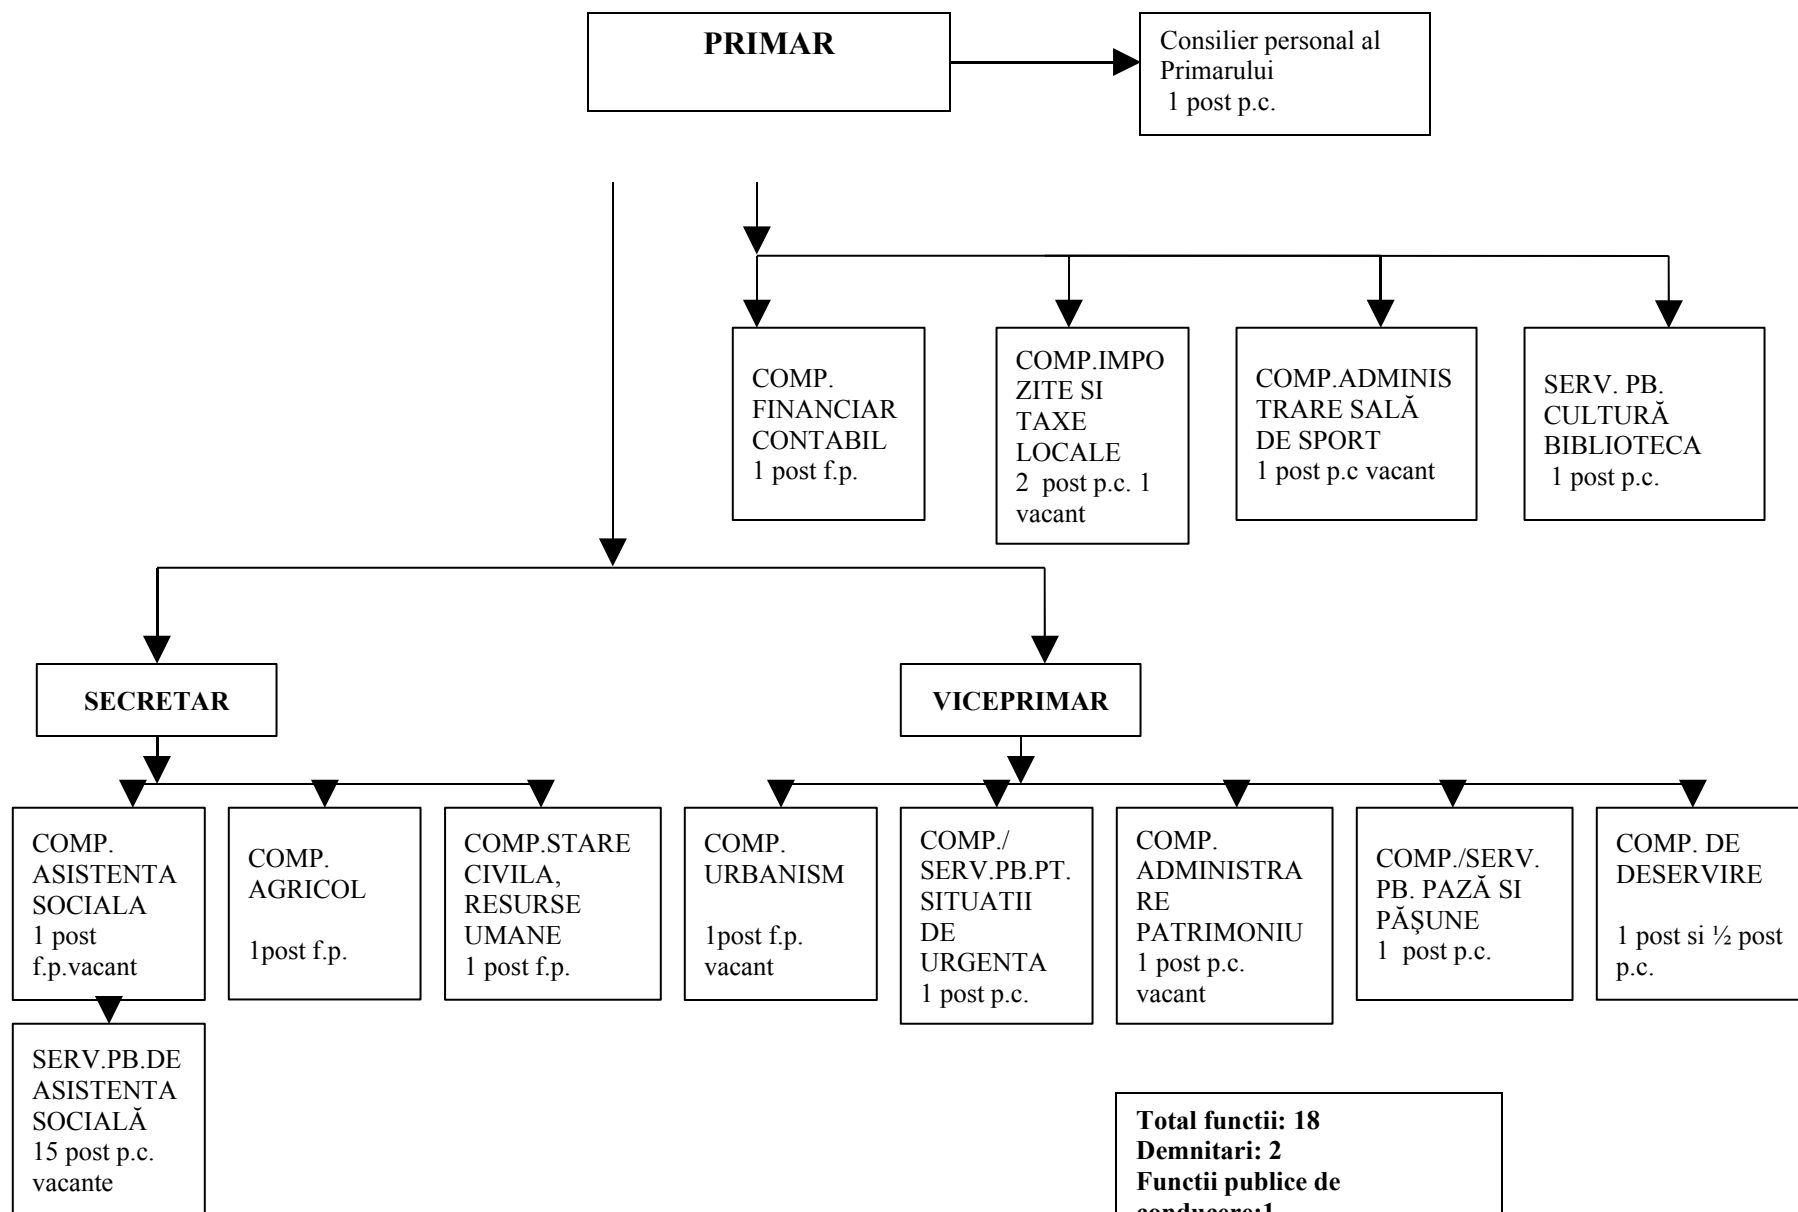 PRIMAR
Consilier personal al
Primarului
1 post p.c.
COMP.
FINANCIAR
CONTABIL
1 post f.p.
COMP.IMPO
ZITE SI
TAXE
LOCALE
2 post p.c. 1
vacant
COMP.ADMINIS
TRARE SALĂ
DE SPORT
1 post p.c vacant
SERV. PB.
CULTURĂ
BIBLIOTECA
1 post p.c.
SECRETAR
VICEPRIMAR
COMP.
ASISTENTA
SOCIALA
1 post
f.p.vacant
COMP.
AGRICOL
1post f.p.
COMP.STARE
CIVILA,
RESURSE
UMANE
1 post f.p.
COMP.
URBANISM
1post f.p.
vacant
COMP./
SERV.PB.PT.
SITUATII
DE
URGENTA
1 post p.c.
COMP.
ADMINISTRA
RE
PATRIMONIU
1 post p.c.
vacant
COMP./SERV.
PB. PAZĂ SI
PĂŞUNE
1 post p.c.
COMP. DE
DESERVIRE
1 post si ½ post
p.c.
SERV.PB.DE
ASISTENTA
SOCIALĂ
15 post p.c.
vacante
Total functii: 18
Demnitari: 2
Functii publice de
conducere:1